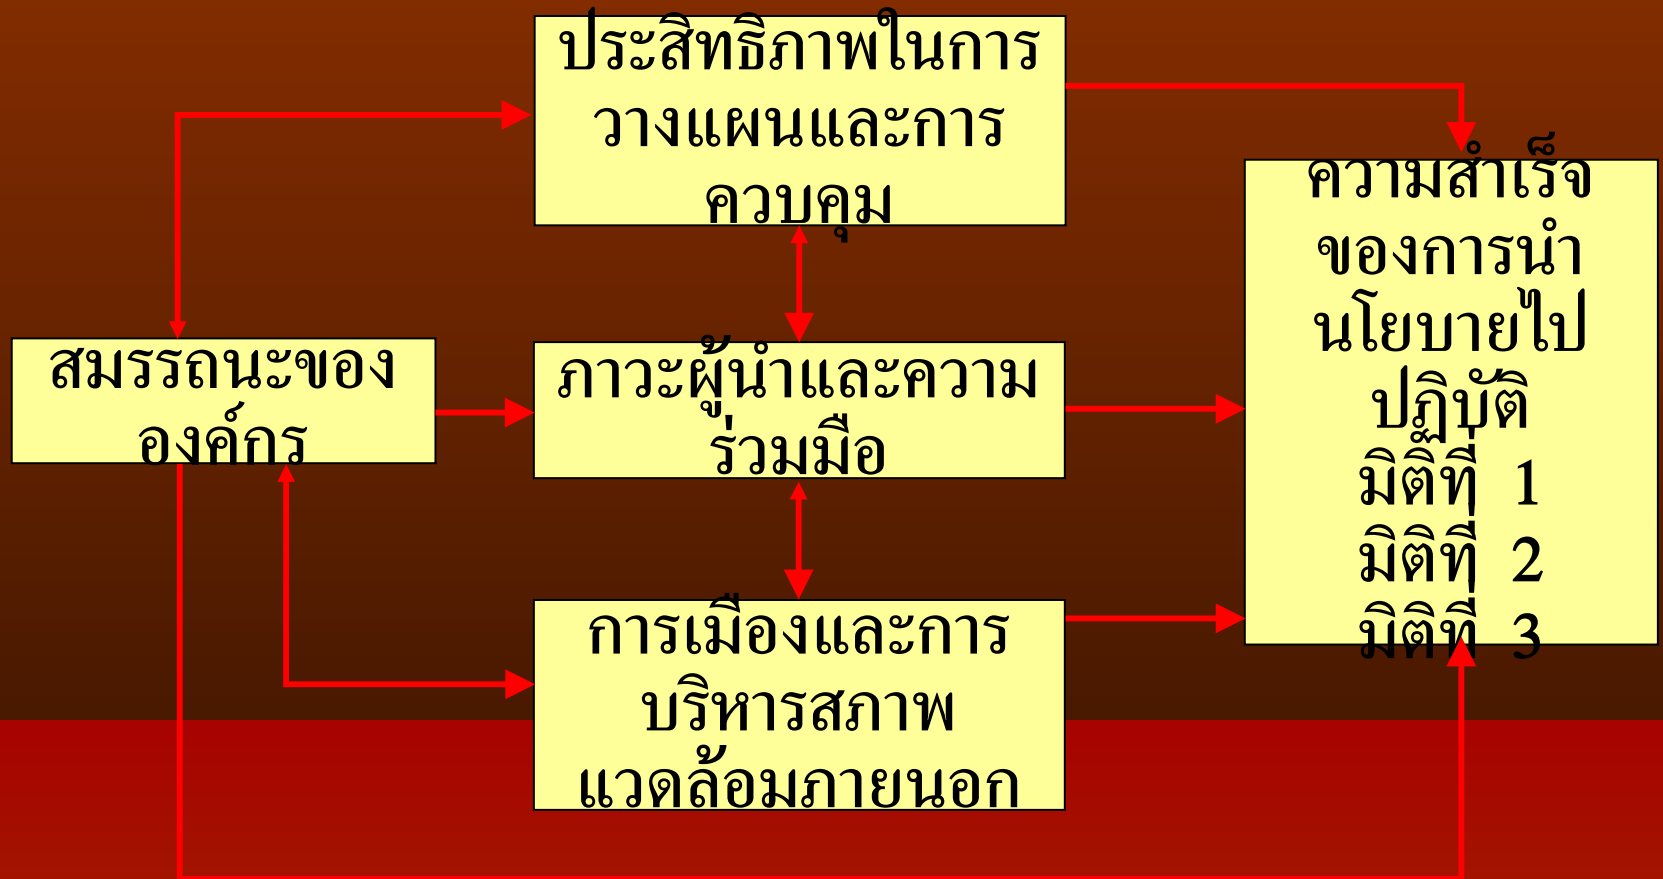 ประสิทธิภาพในการ
วางแผนและการ
ควบคุม
สมรรถนะของ
องค์กร
ภาวะผู้นำและความ
ร่วมมือ
การเมืองและการ
บริหารสภาพ
แวดล้อมภายนอก
ความสำเร็จ
ของการนำ
นโยบายไป
ปฏิบัติ
มิติที่ 1
มิติที่ 2
มิติที่ 3